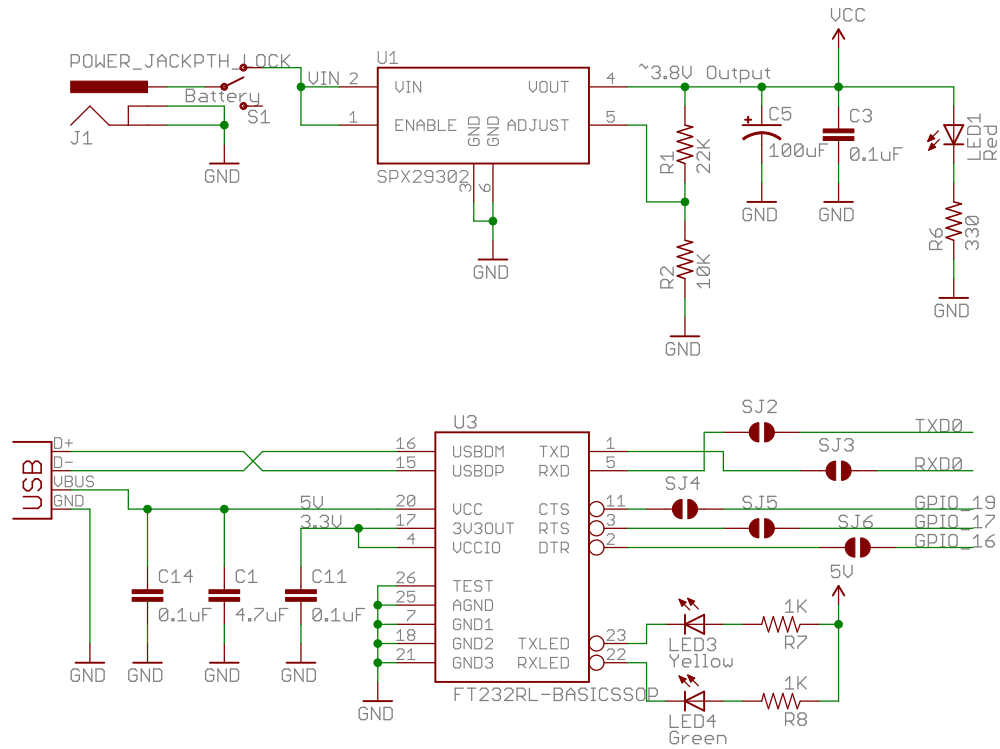 VCC
POWER_JACKPTH_LOCK
U1
VIN 2
VIN
VOUT
4
~3.8V Output
Battery
S1
J1
1
ENABLE
GND
GND
ADJUST
5
R1
22K
C5
100uF
C3
0.1uF
LED1
Red
GND
SPX29302
3
6
GND
GND
R2
10K
R6
330
GND
GND
GND
U3
SJ2
TXD0
USB
D+
D-
VBUS
GND
16
USBDM
TXD
1
15
USBDP
RXD
5
SJ3
RXD0
5V
20
VCC
CTS
11
SJ4
GPIO_19
3.3V
17
3V3OUT
RTS
3
SJ5
GPIO_17
4
VCCIO
DTR
2
SJ6
GPIO_16
C14
0.1uF
C1
4.7uF
C11
0.1uF
26
TEST
25
AGND
7
GND1
18
GND2
21
GND3
TXLED
23
RXLED
22
5V
1K
R7
LED3
Yellow
1K
R8
LED4
Green
GND
GND
GND
GND
GND
FT232RL-BASICSSOP